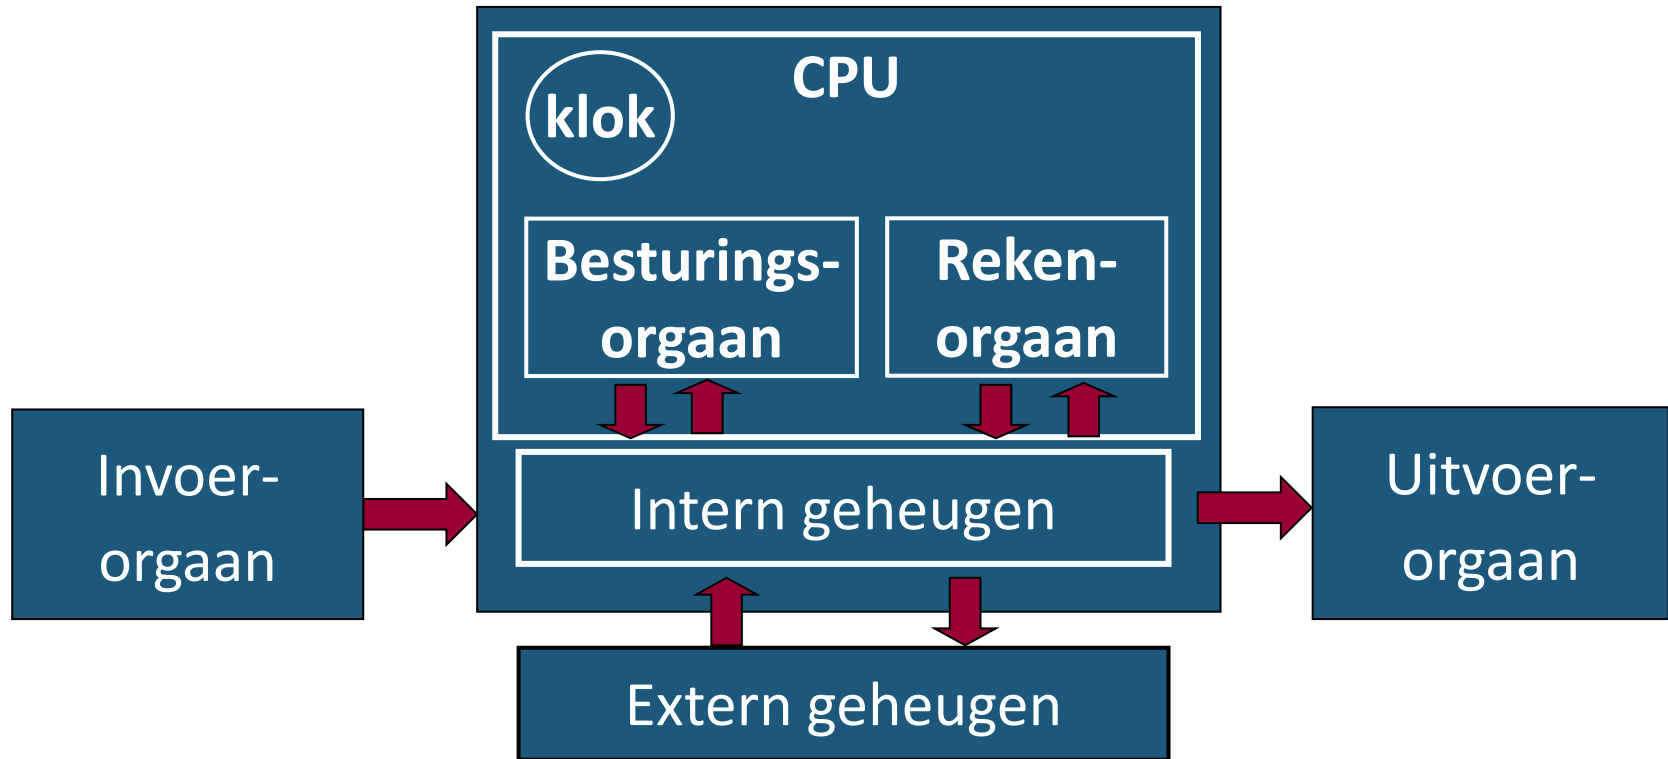 CPU
klok
Besturings-
orgaan
Reken-
orgaan
Invoer-
orgaan
Intern geheugen
Uitvoer-
orgaan
Extern geheugen